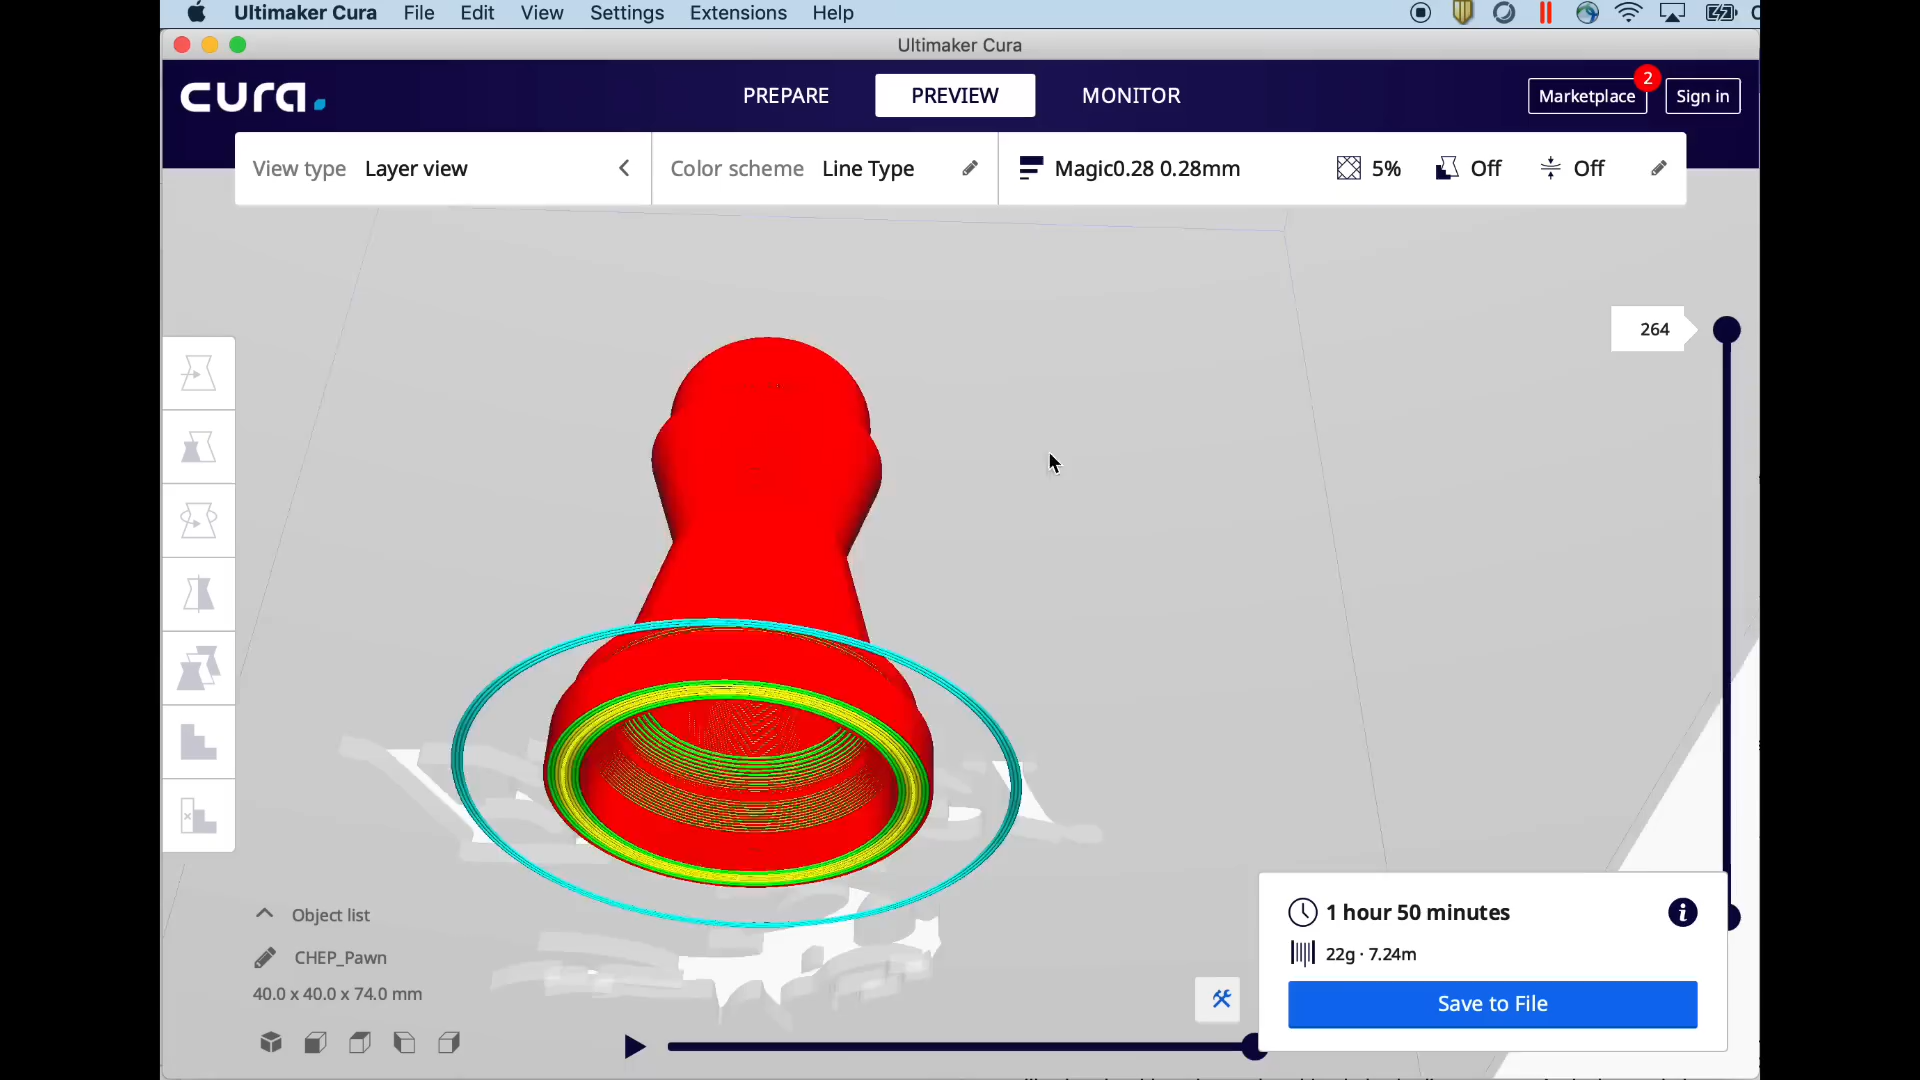 Ultimaker Cura File Edit View Settings Extensions Help
Ultimaker Cura
cura.
PREPARE PREVIEW MONITOR
Marketplace 2 Sign in
View type Layer view
Color scheme Line Type
Magic0.28 0.28mm 5% Off Off
264
Object list
CHEP_Pawn
40.0 x 40.0 x 74.0 mm
1 hour 50 minutes
22g · 7.24m
Save to File